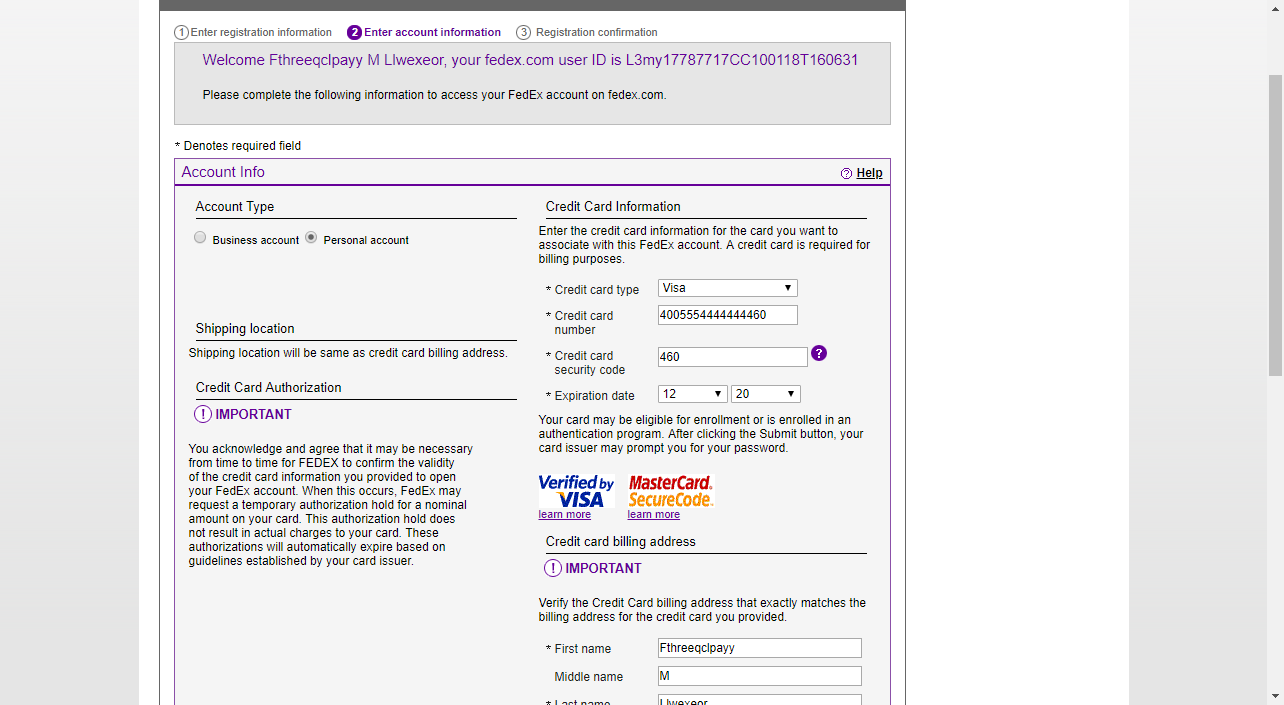 1 Enter registration information 2 Enter account information 3 Registration confirmation
Welcome Fthreeqclpayy M Llwexeor, your fedex.com user ID is L3my17787717CC100118T160631
Please complete the following information to access your FedEx account on fedex.com.
* Denotes required field
Account Info
? Help
Account Type
Business account Personal account
Shipping location
Shipping location will be same as credit card billing address.
Credit Card Authorization
! IMPORTANT
You acknowledge and agree that it may be necessary
from time to time for FEDEX to confirm the validity
of the credit card information you provided to open
your FedEx account. When this occurs, FedEx may
request a temporary authorization hold for a nominal
amount on your card. This authorization hold does
not result in actual charges to your card. These
authorizations will automatically expire based on
guidelines established by your card issuer.
Credit Card Information
Enter the credit card information for the card you want to
associate with this FedEx account. A credit card is required for
billing purposes.
* Credit card type Visa
* Credit card
number
4005554444444460
* Credit card
security code
460
?
* Expiration date 12 20
Your card may be eligible for enrollment or is enrolled in an
authentication program. After clicking the Submit button, your
card issuer may prompt you for your password.
Verified by
VISA
learn more
MasterCard.
SecureCode.
learn more
Credit card billing address
! IMPORTANT
Verify the Credit Card billing address that exactly matches the
billing address for the credit card you provided.
* First name Fthreeqclpayy
Middle name M
* Last name Llwexeor